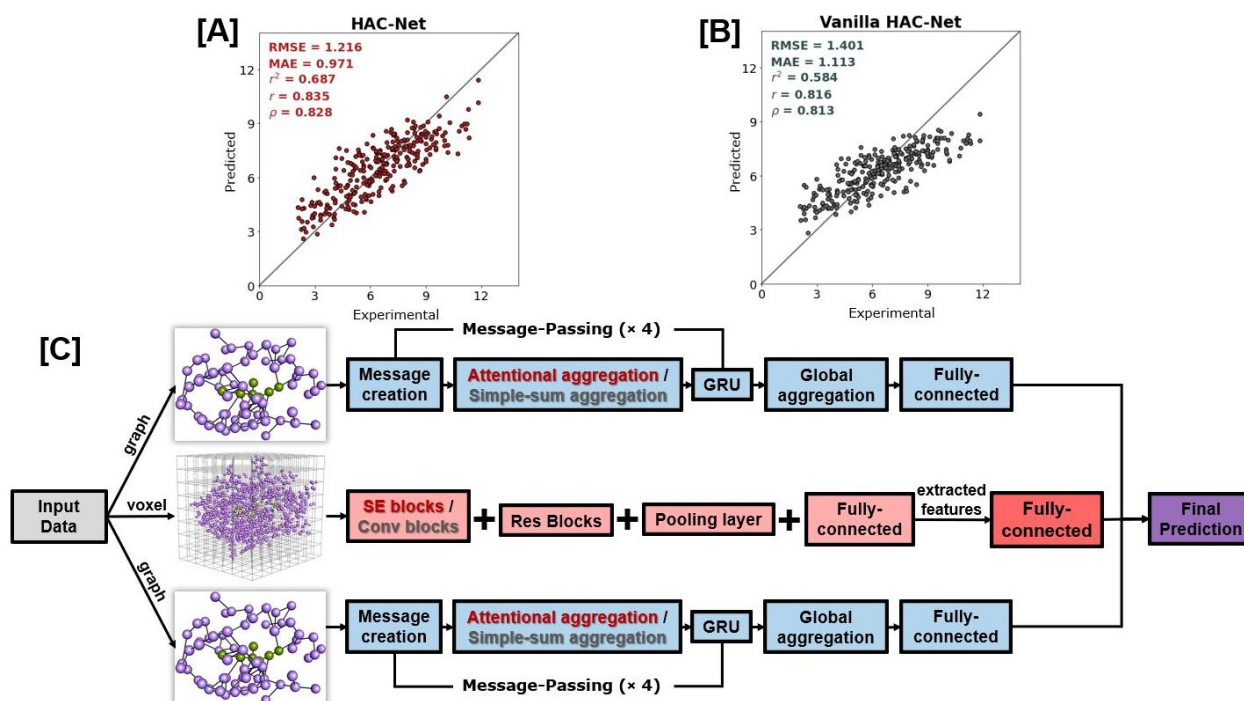 [A]
HAC-Net
RMSE = 1.216
MAE = 0.971
r² = 0.687
r = 0.835
ρ = 0.828
12
9
6
3
0
Predicted
0 3 6 9 12
Experimental
[B]
Vanilla HAC-Net
RMSE = 1.401
MAE = 1.113
r² = 0.584
r = 0.816
ρ = 0.813
12
9
6
3
0
Predicted
0 3 6 9 12
Experimental
[C]
Input
Data
graph
voxel
graph
Message-Passing (× 4)
Message
creation
Attentional aggregation /
Simple-sum aggregation
GRU
Global
aggregation
Fully-
connected
SE blocks /
Conv blocks
+
Res Blocks
+
Pooling layer
+
Fully-
connected
extracted
features
Fully-
connected
Final
Prediction
Message
creation
Attentional aggregation /
Simple-sum aggregation
GRU
Global
aggregation
Fully-
connected
Message-Passing (× 4)